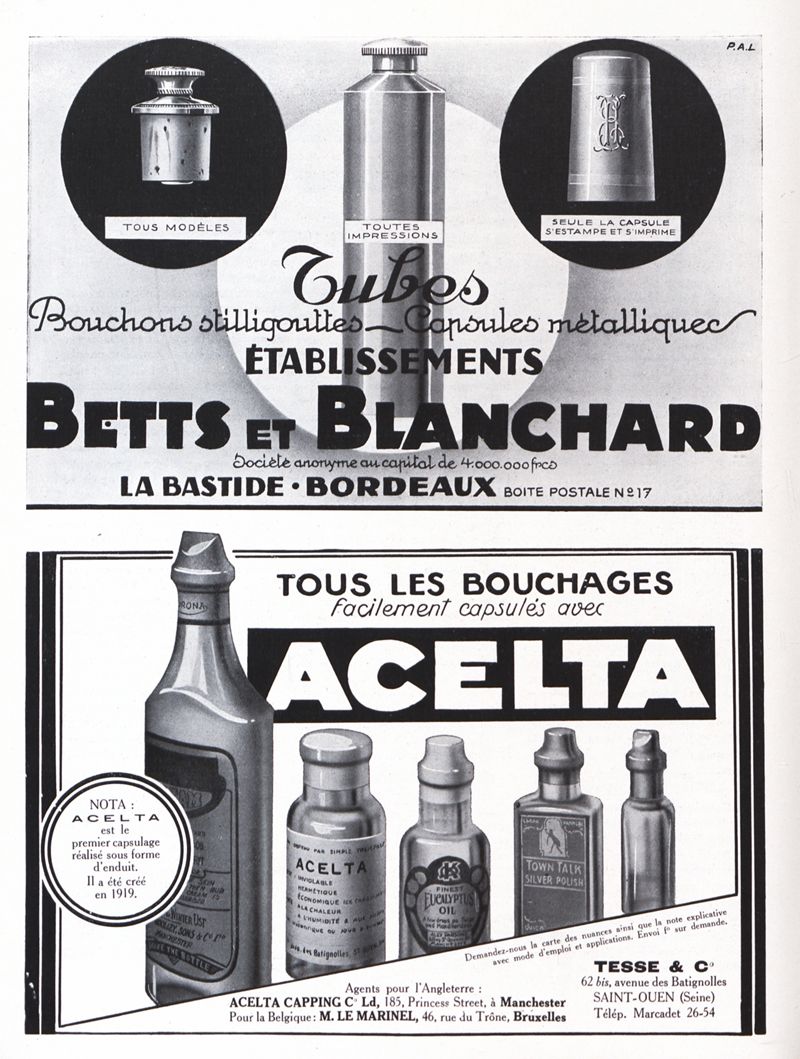 P.A.L
TOUS MODÈLES
TOUTES
IMPRESSIONS
SEULE LA CAPSULE
S'ESTAMPE ET S'IMPRIME
Tubes
Bouchons stilligouttes — Capsules métalliques
ÉTABLISSEMENTS
BETTS ET BLANCHARD
Société anonyme au capital de 4.000.000 frcs
LA BASTIDE • BORDEAUX BOITE POSTALE Nº 17
TOUS LES BOUCHAGES
facilement capsulés avec
ACELTA
NOTA :
ACELTA
est le
premier capsulage
réalisé sous forme
d'enduit.
Il a été créé
en 1919.
ACELTA
INVIOLABLE
HERMÉTIQUE
ÉCONOMIQUE
A LA CHALEUR
A L'HUMIDITÉ
FINEST
EUCALYPTUS
OIL
TOWN TALK
SILVER POLISH
Demandez-nous la carte des nuances ainsi que la note explicative
avec mode d'emploi et applications. Envoi fº sur demande.
Agents pour l'Angleterre :
ACELTA CAPPING Cº Ld, 185, Princess Street, à Manchester
Pour la Belgique : M. LE MARINEL, 46, rue du Trône, Bruxelles
TESSE & Cº
62 bis, avenue des Batignolles
SAINT-OUEN (Seine)
Télép. Marcadet 26-54